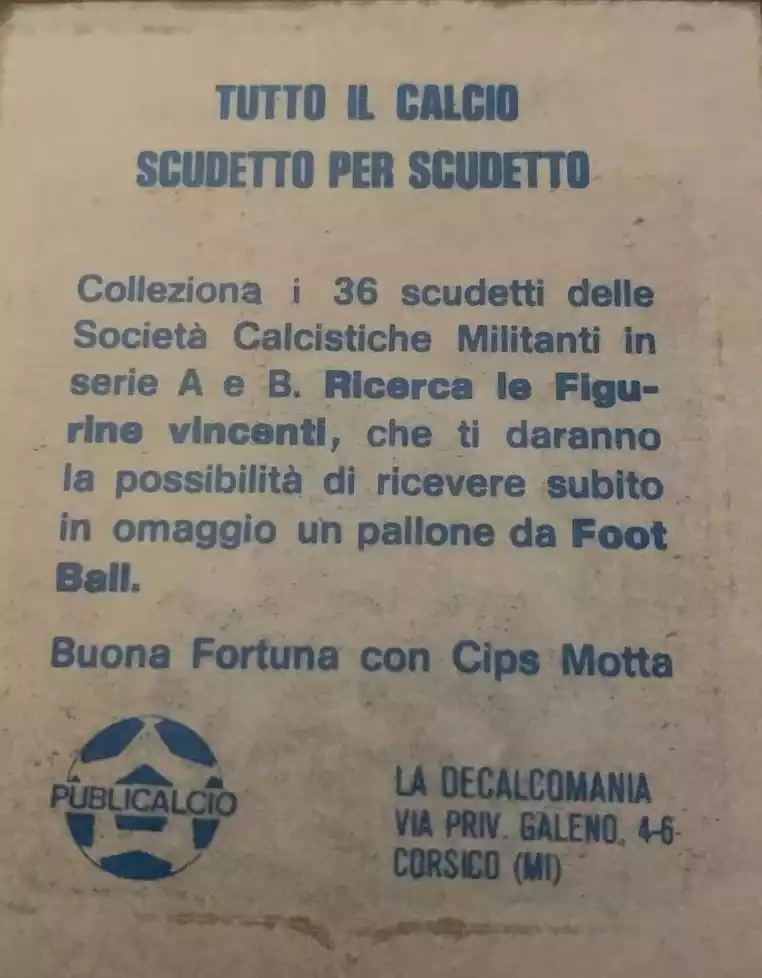 TUTTO IL CALCIO
SCUDETTO PER SCUDETTO
Colleziona i 36 scudetti delle
Società Calcistiche Militanti in
serie A e B. Ricerca le Figu-
rine vincenti, che ti daranno
la possibilità di ricevere subito
in omaggio un pallone da Foot
Ball.
Buona Fortuna con Cips Motta
PUBLICALCIO
LA DECALCOMANIA
VIA PRIV. GALENO, 4-6
CORSICO (MI)